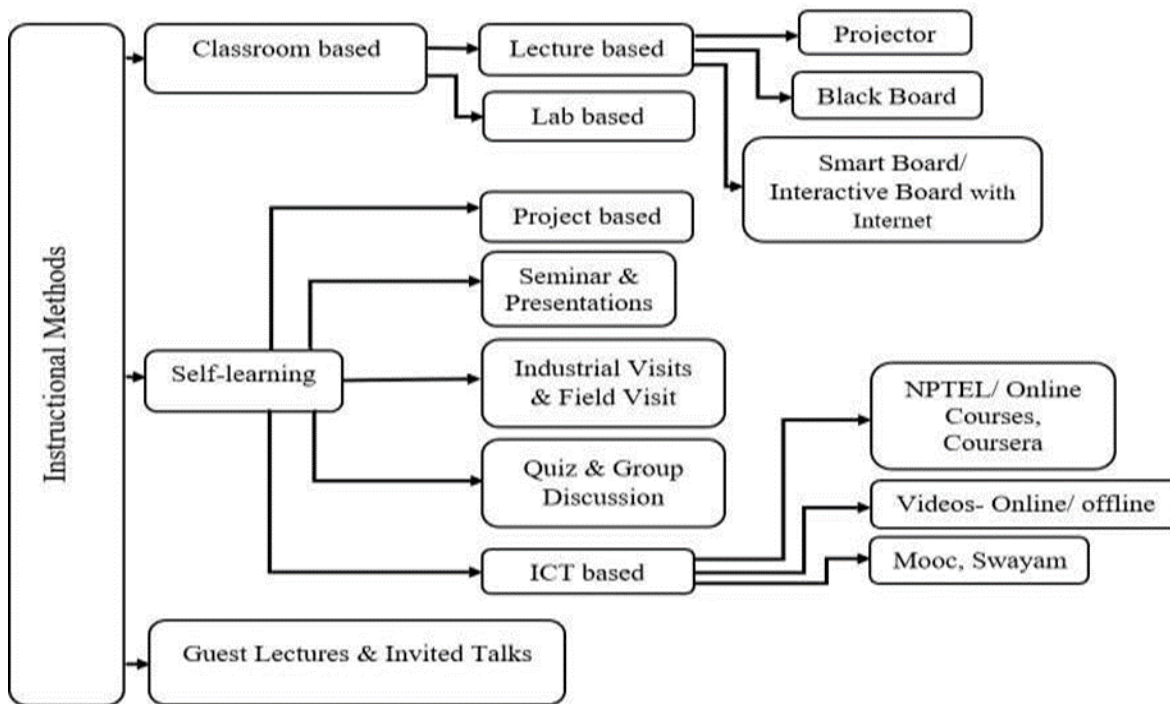 Instructional Methods
Classroom based
Lecture based
Projector
Black Board
Smart Board/
Interactive Board with
Internet
Lab based
Self-learning
Project based
Seminar &
Presentations
Industrial Visits
& Field Visit
Quiz & Group
Discussion
ICT based
NPTEL/ Online
Courses,
Coursera
Videos- Online/ offline
Mooc, Swayam
Guest Lectures & Invited Talks